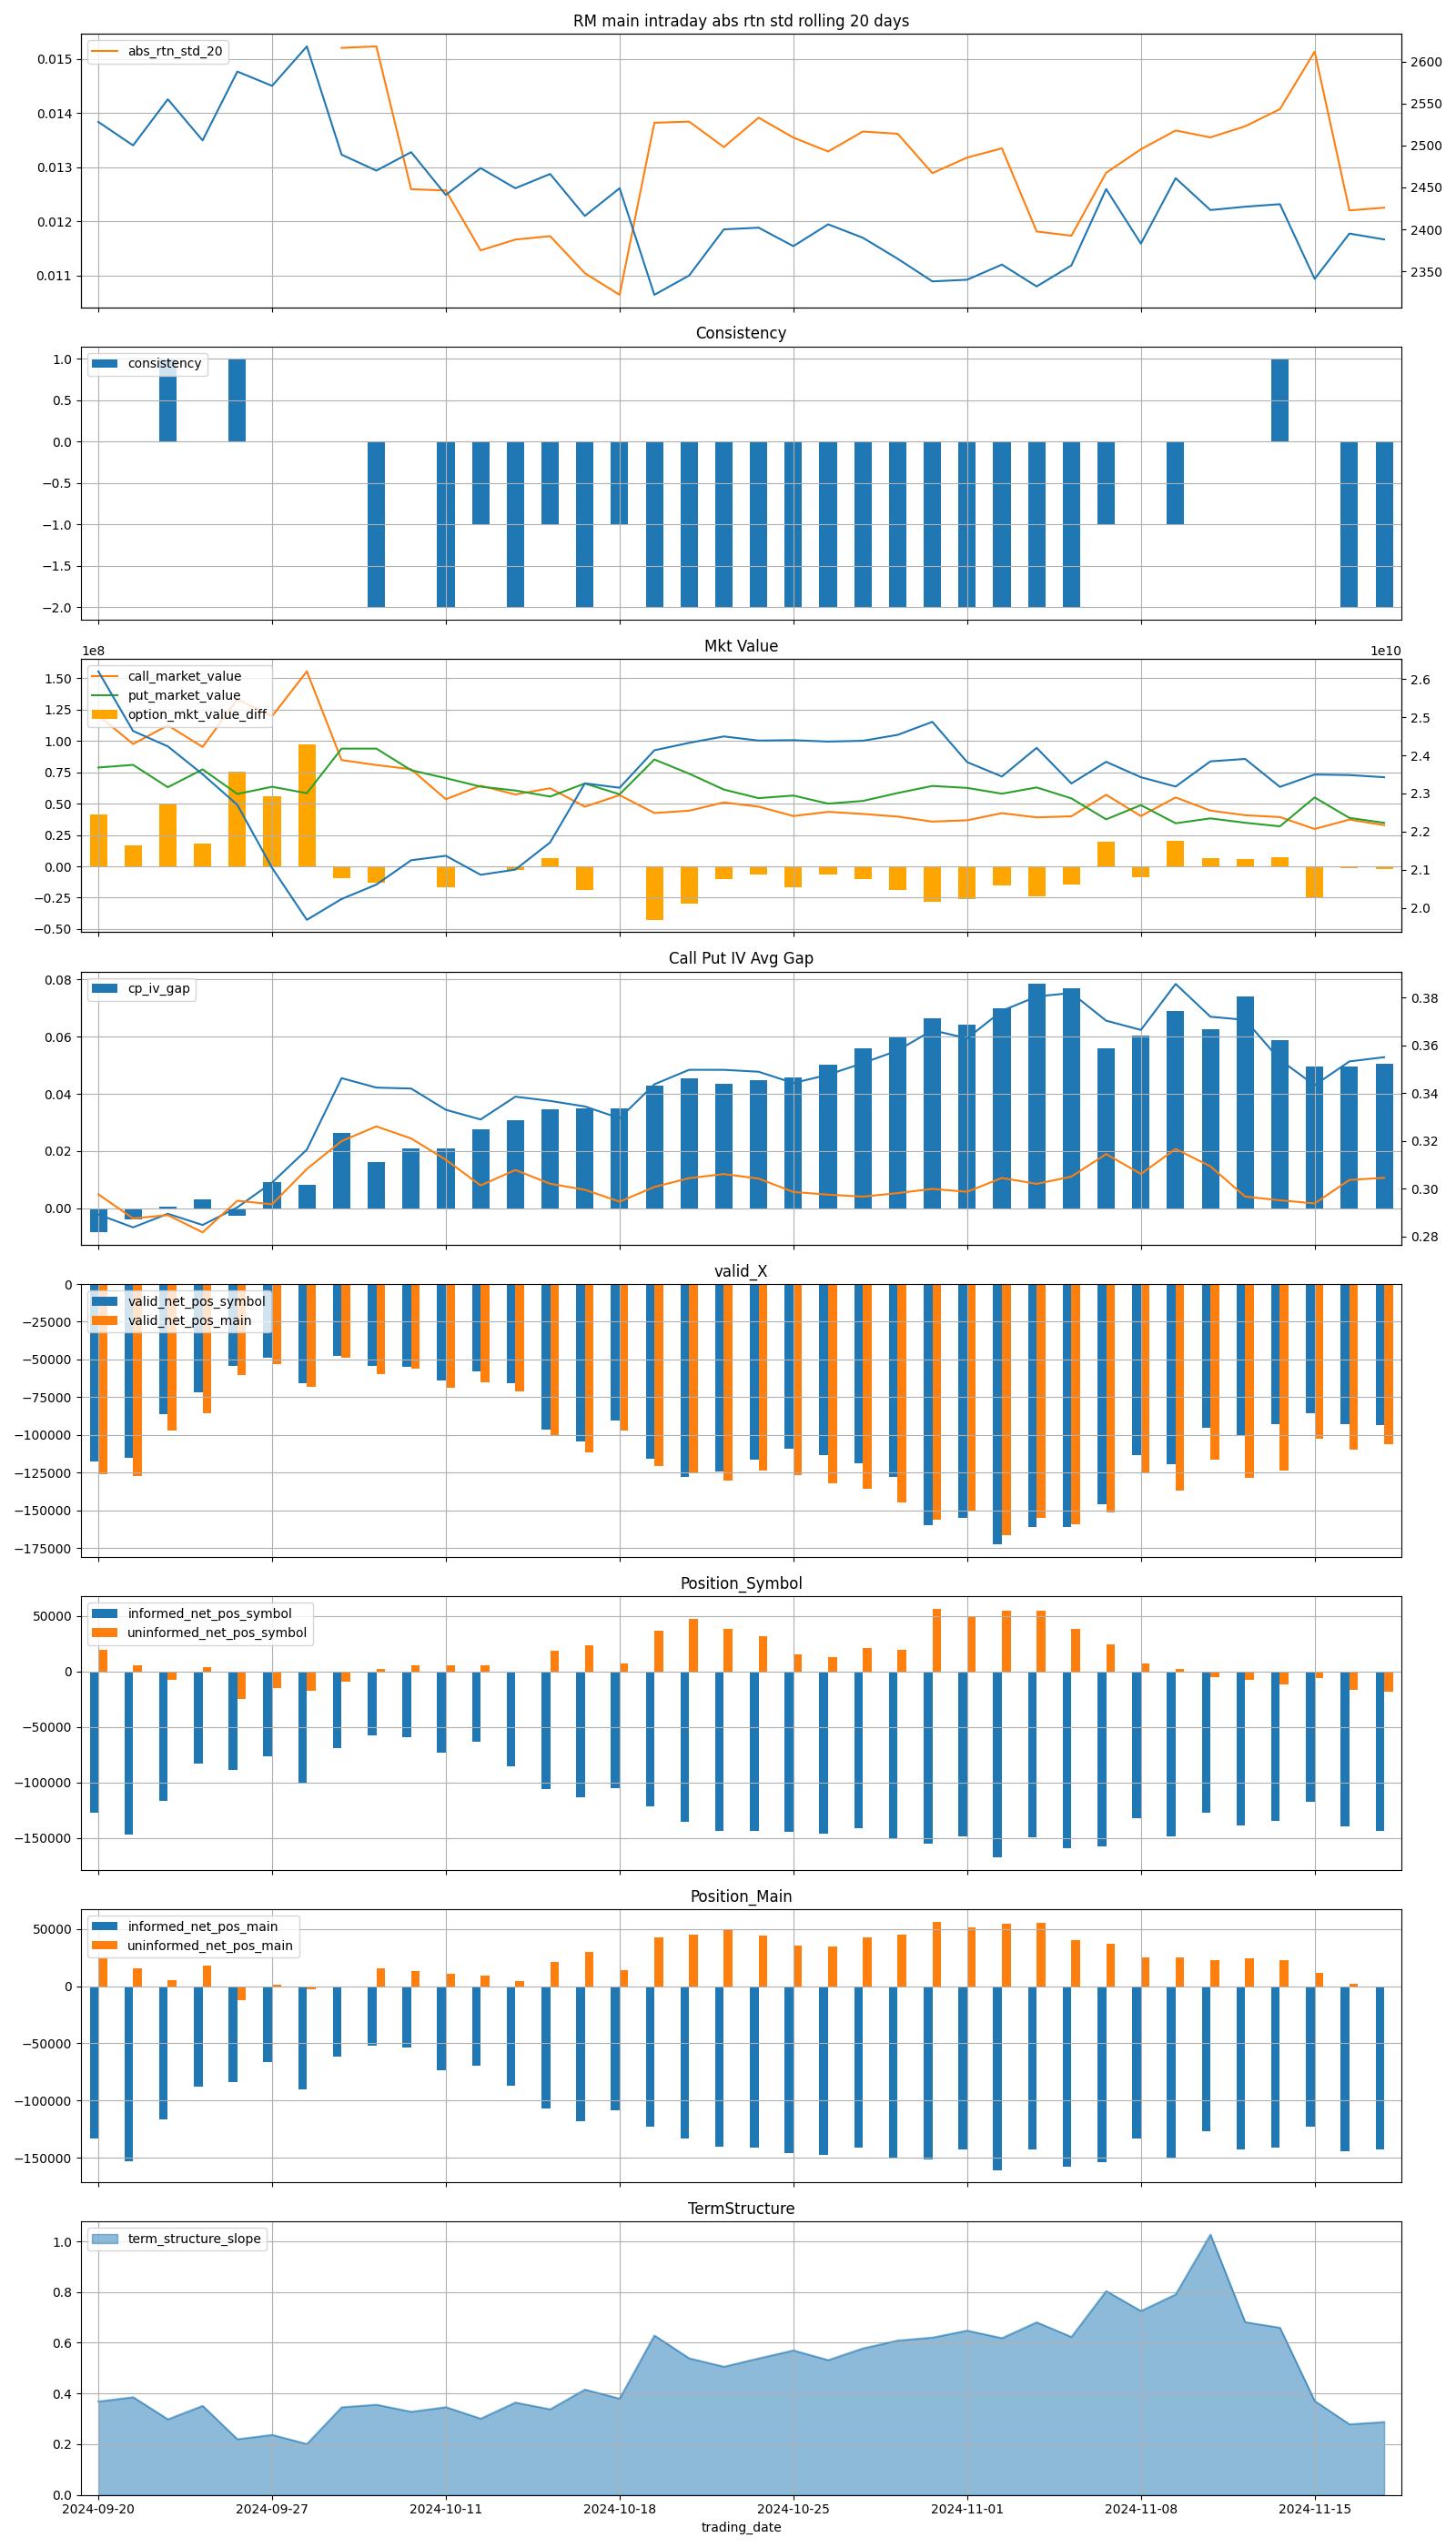 RM main intraday abs rtn std rolling 20 days
abs_rtn_std_20
0.015
0.014
0.013
0.012
0.011
2600
2550
2500
2450
2400
2350
Consistency
consistency
1.0
0.5
0.0
−0.5
−1.0
−1.5
−2.0
Mkt Value
1e8
1e10
call_market_value
put_market_value
option_mkt_value_diff
1.50
1.25
1.00
0.75
0.50
0.25
0.00
−0.25
−0.50
2.6
2.5
2.4
2.3
2.2
2.1
2.0
Call Put IV Avg Gap
cp_iv_gap
0.08
0.06
0.04
0.02
0.00
0.38
0.36
0.34
0.32
0.30
0.28
valid_X
valid_net_pos_symbol
valid_net_pos_main
0
−25000
−50000
−75000
−100000
−125000
−150000
−175000
Position_Symbol
informed_net_pos_symbol
uninformed_net_pos_symbol
50000
0
−50000
−100000
−150000
Position_Main
informed_net_pos_main
uninformed_net_pos_main
50000
0
−50000
−100000
−150000
TermStructure
term_structure_slope
1.0
0.8
0.6
0.4
0.2
0.0
2024-09-20 2024-09-27 2024-10-11 2024-10-18 2024-10-25 2024-11-01 2024-11-08 2024-11-15
trading_date